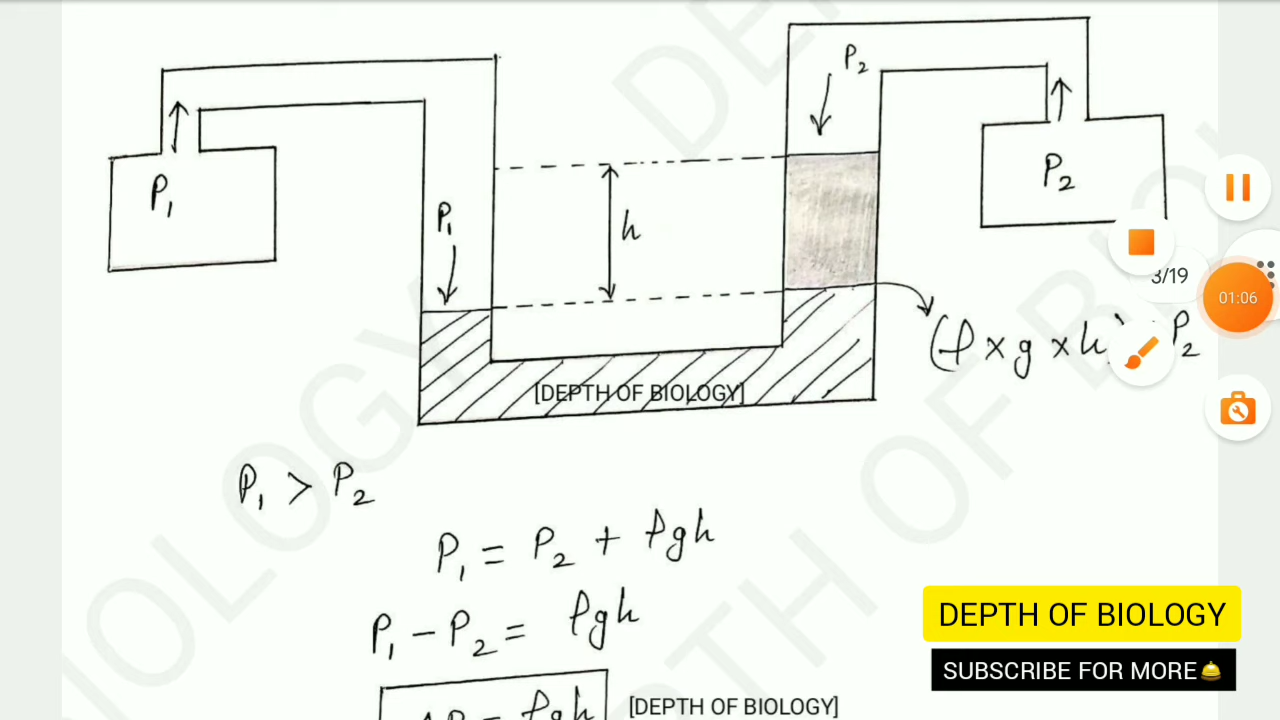 P₂
P₁
P₂
P₁
h
3/19
01:06
(ρ × g × h) P₂
[DEPTH OF BIOLOGY]
P₁ > P₂
P₁ = P₂ + ρgh
P₁ − P₂ = ρgh
= ρgh
DEPTH OF BIOLOGY
SUBSCRIBE FOR MORE
[DEPTH OF BIOLOGY]